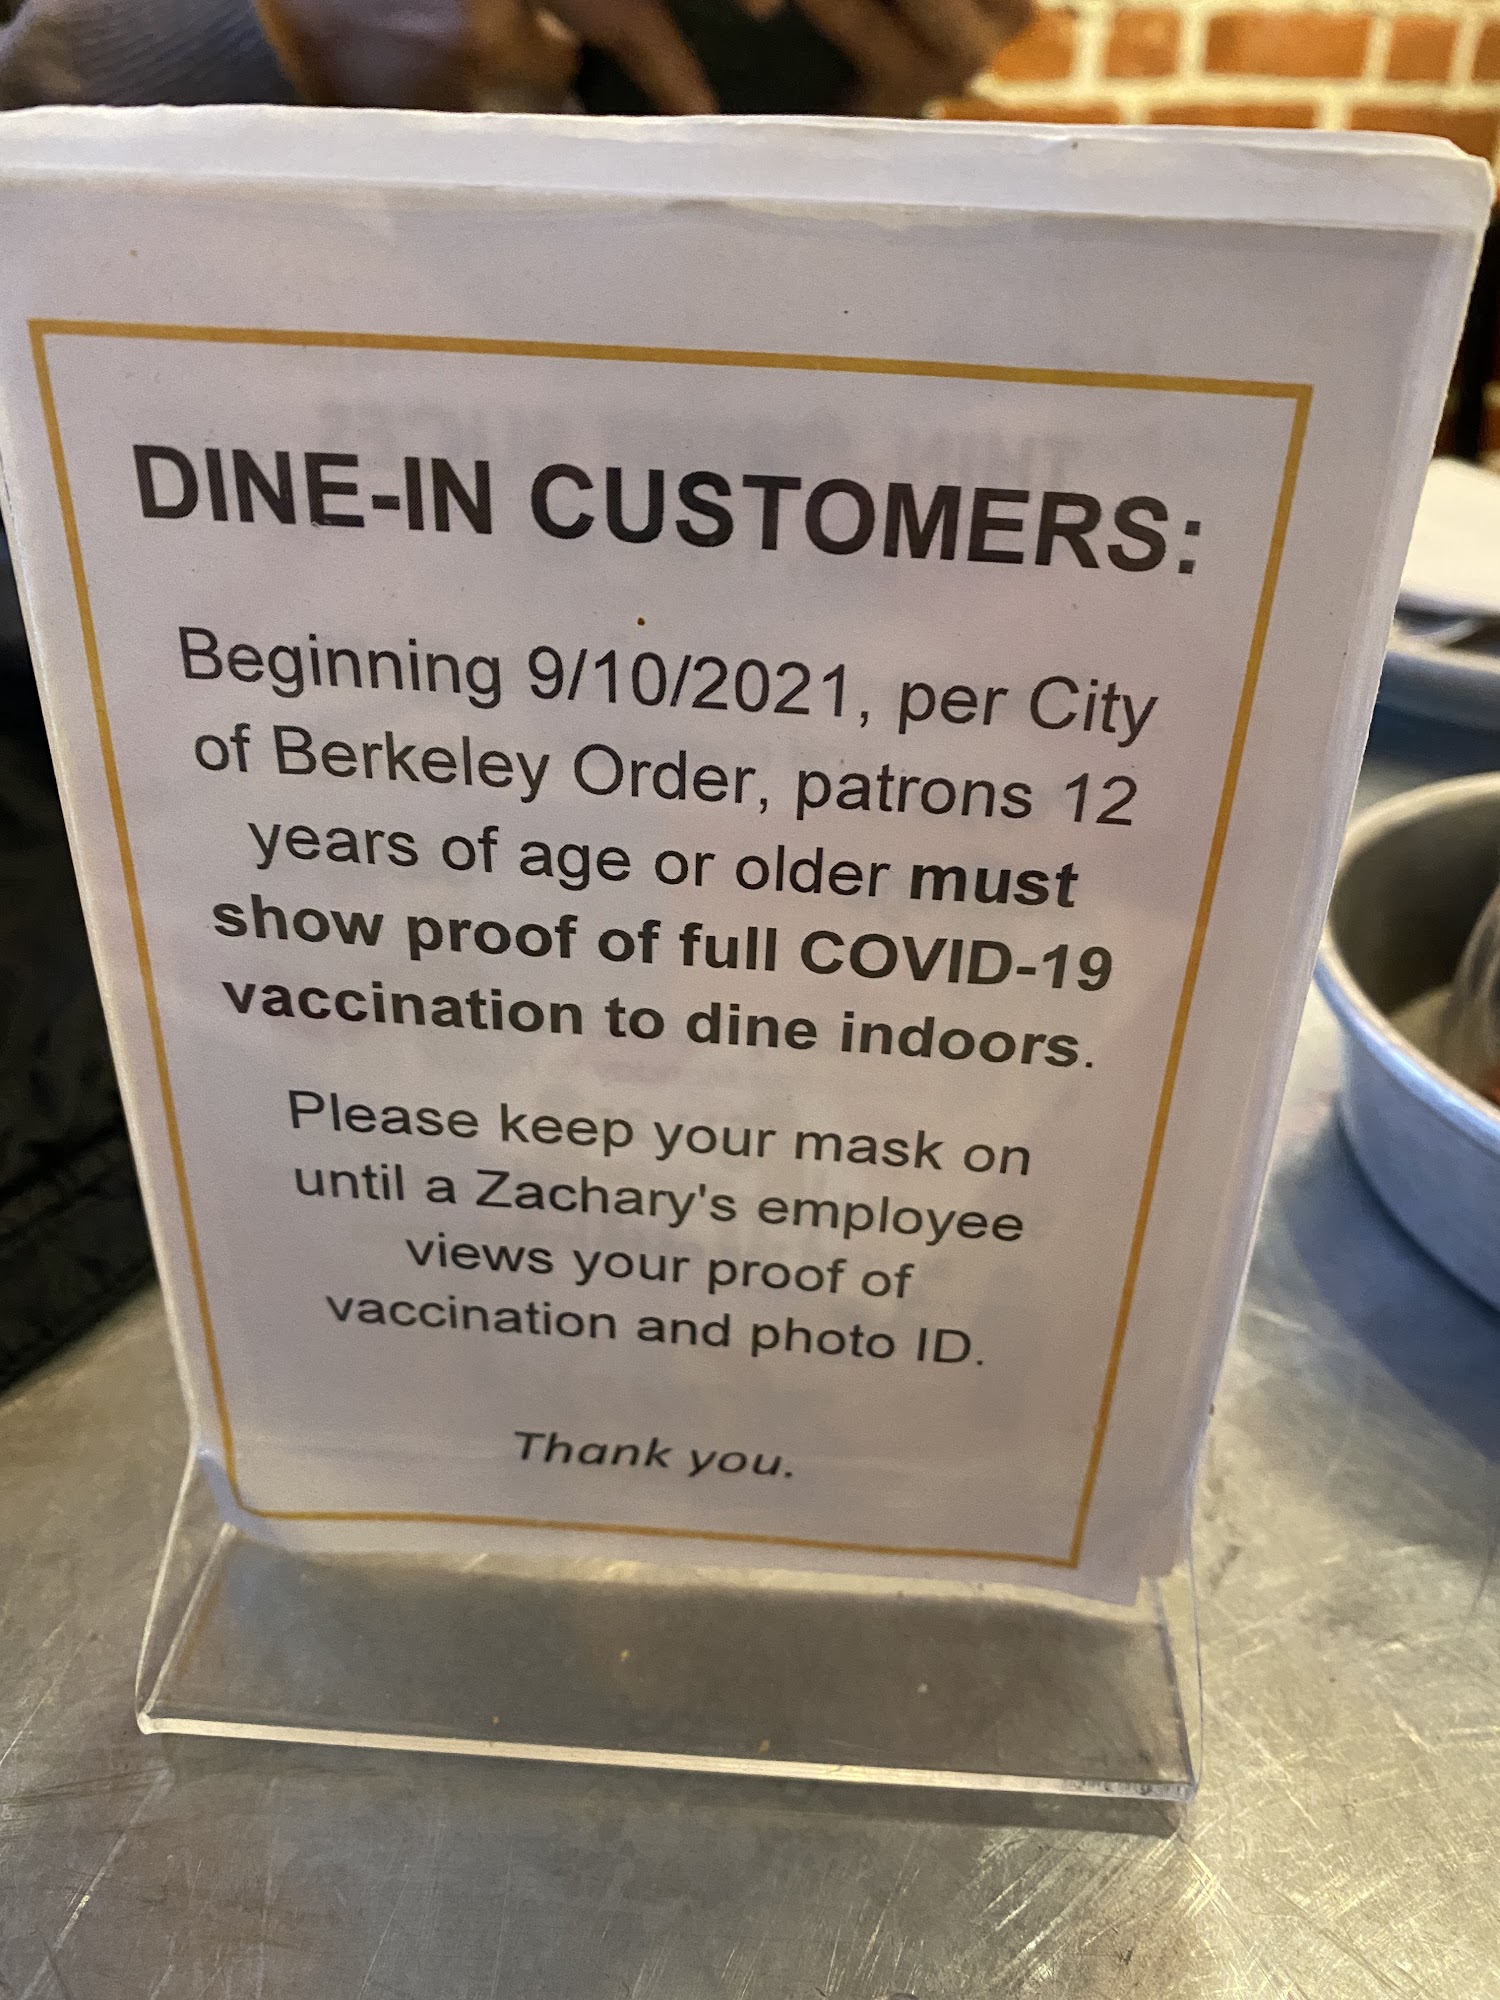 DINE-IN CUSTOMERS:
Beginning 9/10/2021, per City
of Berkeley Order, patrons 12
years of age or older must
show proof of full COVID-19
vaccination to dine indoors.
Please keep your mask on
until a Zachary's employee
views your proof of
vaccination and photo ID.
Thank you.